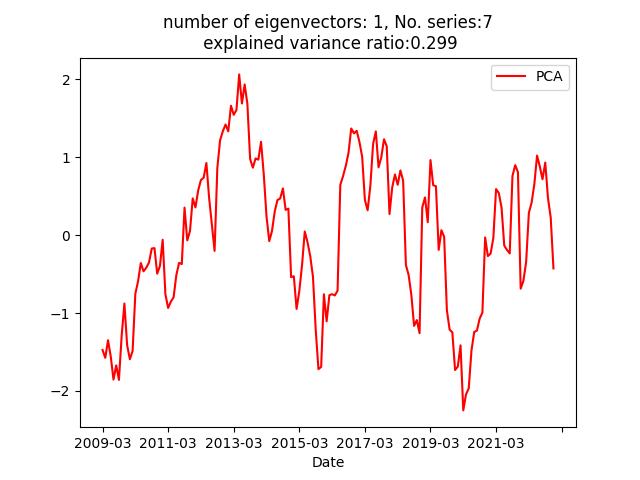 number of eigenvectors: 1, No. series:7
explained variance ratio:0.299
PCA
2
1
0
−1
−2
2009-03 2011-03 2013-03 2015-03 2017-03 2019-03 2021-03
Date